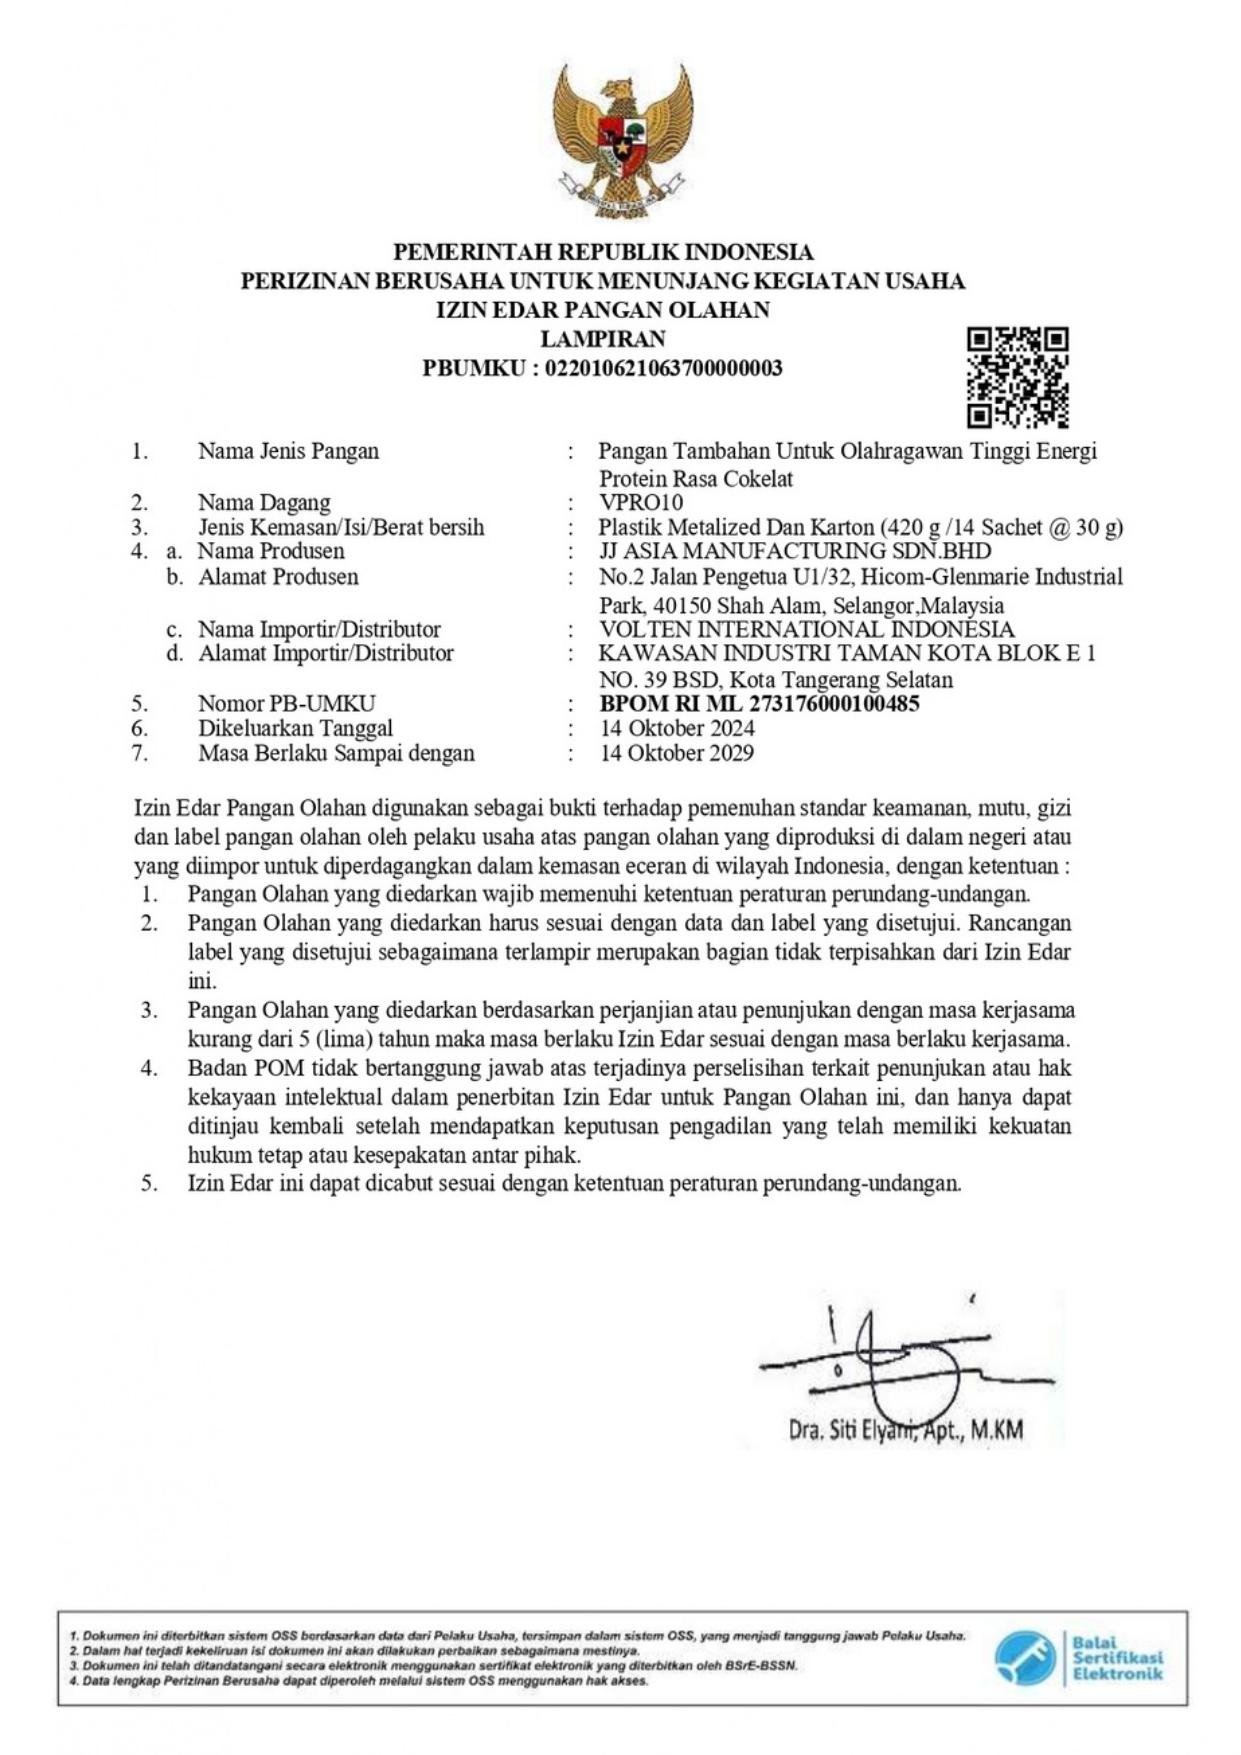 PEMERINTAH REPUBLIK INDONESIA
PERIZINAN BERUSAHA UNTUK MENUNJANG KEGIATAN USAHA
IZIN EDAR PANGAN OLAHAN
LAMPIRAN
PBUMKU : 022010621063700000003
1. Nama Jenis Pangan : Pangan Tambahan Untuk Olahragawan Tinggi Energi
Protein Rasa Cokelat
2. Nama Dagang : VPRO10
3. Jenis Kemasan/Isi/Berat bersih : Plastik Metalized Dan Karton (420 g /14 Sachet @ 30 g)
4. a. Nama Produsen : JJ ASIA MANUFACTURING SDN.BHD
b. Alamat Produsen : No.2 Jalan Pengetua U1/32, Hicom-Glenmarie Industrial
Park, 40150 Shah Alam, Selangor,Malaysia
c. Nama Importir/Distributor : VOLTEN INTERNATIONAL INDONESIA
d. Alamat Importir/Distributor : KAWASAN INDUSTRI TAMAN KOTA BLOK E 1
NO. 39 BSD, Kota Tangerang Selatan
5. Nomor PB-UMKU : BPOM RI ML 273176000100485
6. Dikeluarkan Tanggal : 14 Oktober 2024
7. Masa Berlaku Sampai dengan : 14 Oktober 2029
Izin Edar Pangan Olahan digunakan sebagai bukti terhadap pemenuhan standar keamanan, mutu, gizi
dan label pangan olahan oleh pelaku usaha atas pangan olahan yang diproduksi di dalam negeri atau
yang diimpor untuk diperdagangkan dalam kemasan eceran di wilayah Indonesia, dengan ketentuan :
1. Pangan Olahan yang diedarkan wajib memenuhi ketentuan peraturan perundang-undangan.
2. Pangan Olahan yang diedarkan harus sesuai dengan data dan label yang disetujui. Rancangan
label yang disetujui sebagaimana terlampir merupakan bagian tidak terpisahkan dari Izin Edar
ini.
3. Pangan Olahan yang diedarkan berdasarkan perjanjian atau penunjukan dengan masa kerjasama
kurang dari 5 (lima) tahun maka masa berlaku Izin Edar sesuai dengan masa berlaku kerjasama.
4. Badan POM tidak bertanggung jawab atas terjadinya perselisihan terkait penunjukan atau hak
kekayaan intelektual dalam penerbitan Izin Edar untuk Pangan Olahan ini, dan hanya dapat
ditinjau kembali setelah mendapatkan keputusan pengadilan yang telah memiliki kekuatan
hukum tetap atau kesepakatan antar pihak.
5. Izin Edar ini dapat dicabut sesuai dengan ketentuan peraturan perundang-undangan.
Dra. Siti Elyani, Apt., M.KM
1. Dokumen ini diterbitkan sistem OSS berdasarkan data dari Pelaku Usaha, tersimpan dalam sistem OSS, yang menjadi tanggung jawab Pelaku Usaha.
2. Dalam hal terjadi kekeliruan isi dokumen ini akan dilakukan perbaikan sebagaimana mestinya.
3. Dokumen ini telah ditandatangani secara elektronik menggunakan sertifikat elektronik yang diterbitkan oleh BSrE-BSSN.
4. Data lengkap Perizinan Berusaha dapat diperoleh melalui sistem OSS menggunakan hak akses.
Balai
Sertifikasi
Elektronik